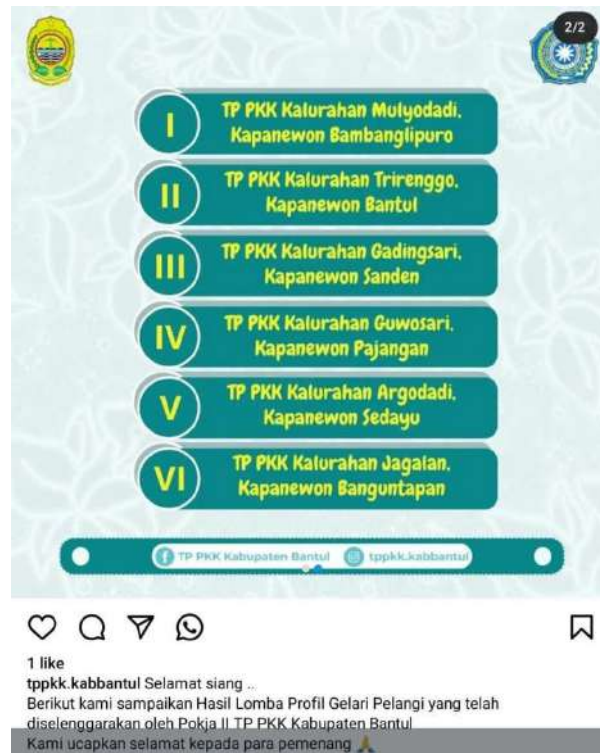 2/2
I
TP PKK Kalurahan Mulyodadi,
Kapanewon Bambanglipuro
II
TP PKK Kalurahan Trirenggo,
Kapanewon Bantul
III
TP PKK Kalurahan Gadingsari,
Kapanewon Sanden
IV
TP PKK Kalurahan Guwosari,
Kapanewon Pajangan
V
TP PKK Kalurahan Argodadi,
Kapanewon Sedayu
VI
TP PKK Kalurahan Jagalan,
Kapanewon Banguntapan
TP PKK Kabupaten Bantul tppkk.kabbantul
1 like
tppkk.kabbantul Selamat siang ..
Berikut kami sampaikan Hasil Lomba Profil Gelari Pelangi yang telah
diselenggarakan oleh Pokja II TP PKK Kabupaten Bantul
Kami ucapkan selamat kepada para pemenang 🙏